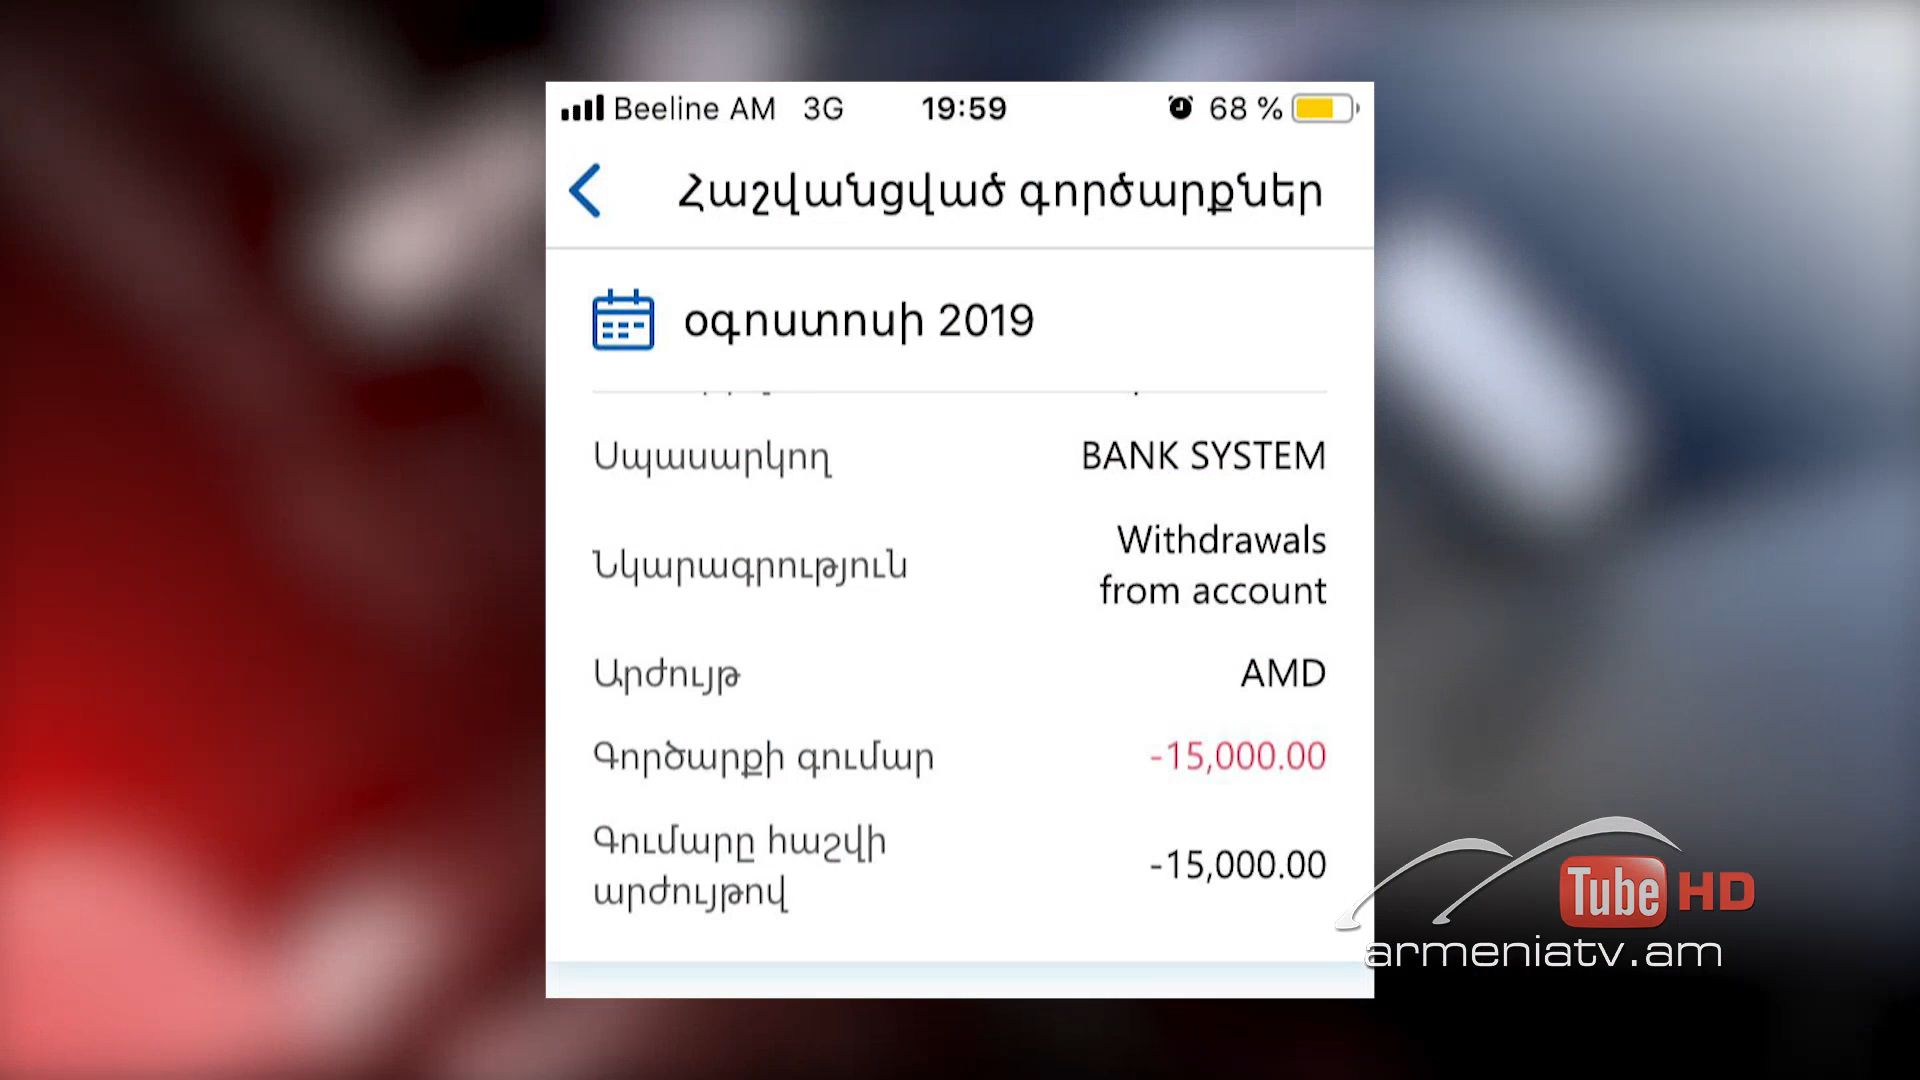 Beeline AM 3G 19:59 68 %
Հաշվանցված գործարքներ
օգոստոսի 2019
Սպասարկող BANK SYSTEM
Նկարագրություն Withdrawals
from account
Արժույթ AMD
Գործարքի գումար -15,000.00
Գումարը հաշվի
արժույթով -15,000.00
Tube HD
armeniatv.am